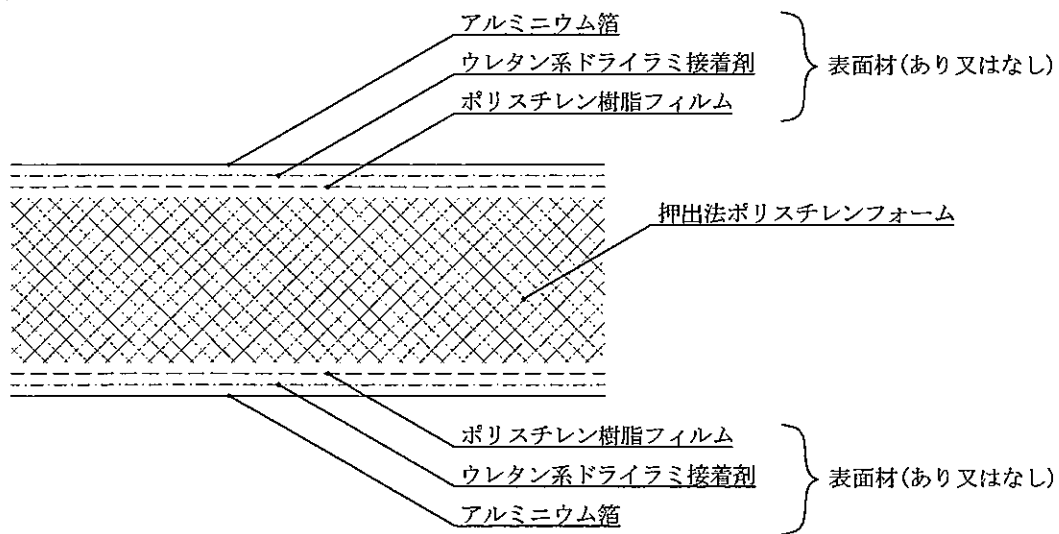 アルミニウム箔
ウレタン系ドライラミ接着剤
ポリスチレン樹脂フィルム
表面材(あり又はなし)
押出法ポリスチレンフォーム
ポリスチレン樹脂フィルム
ウレタン系ドライラミ接着剤
アルミニウム箔
表面材(あり又はなし)